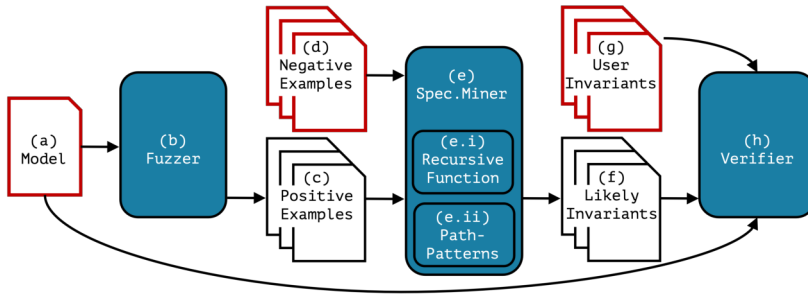 (a)
Model
(b)
Fuzzer
(d)
Negative
Examples
(c)
Positive
Examples
(e)
Spec.Miner
(e.i)
Recursive
Function
(e.ii)
Path-
Patterns
(g)
User
Invariants
(f)
Likely
Invariants
(h)
Verifier